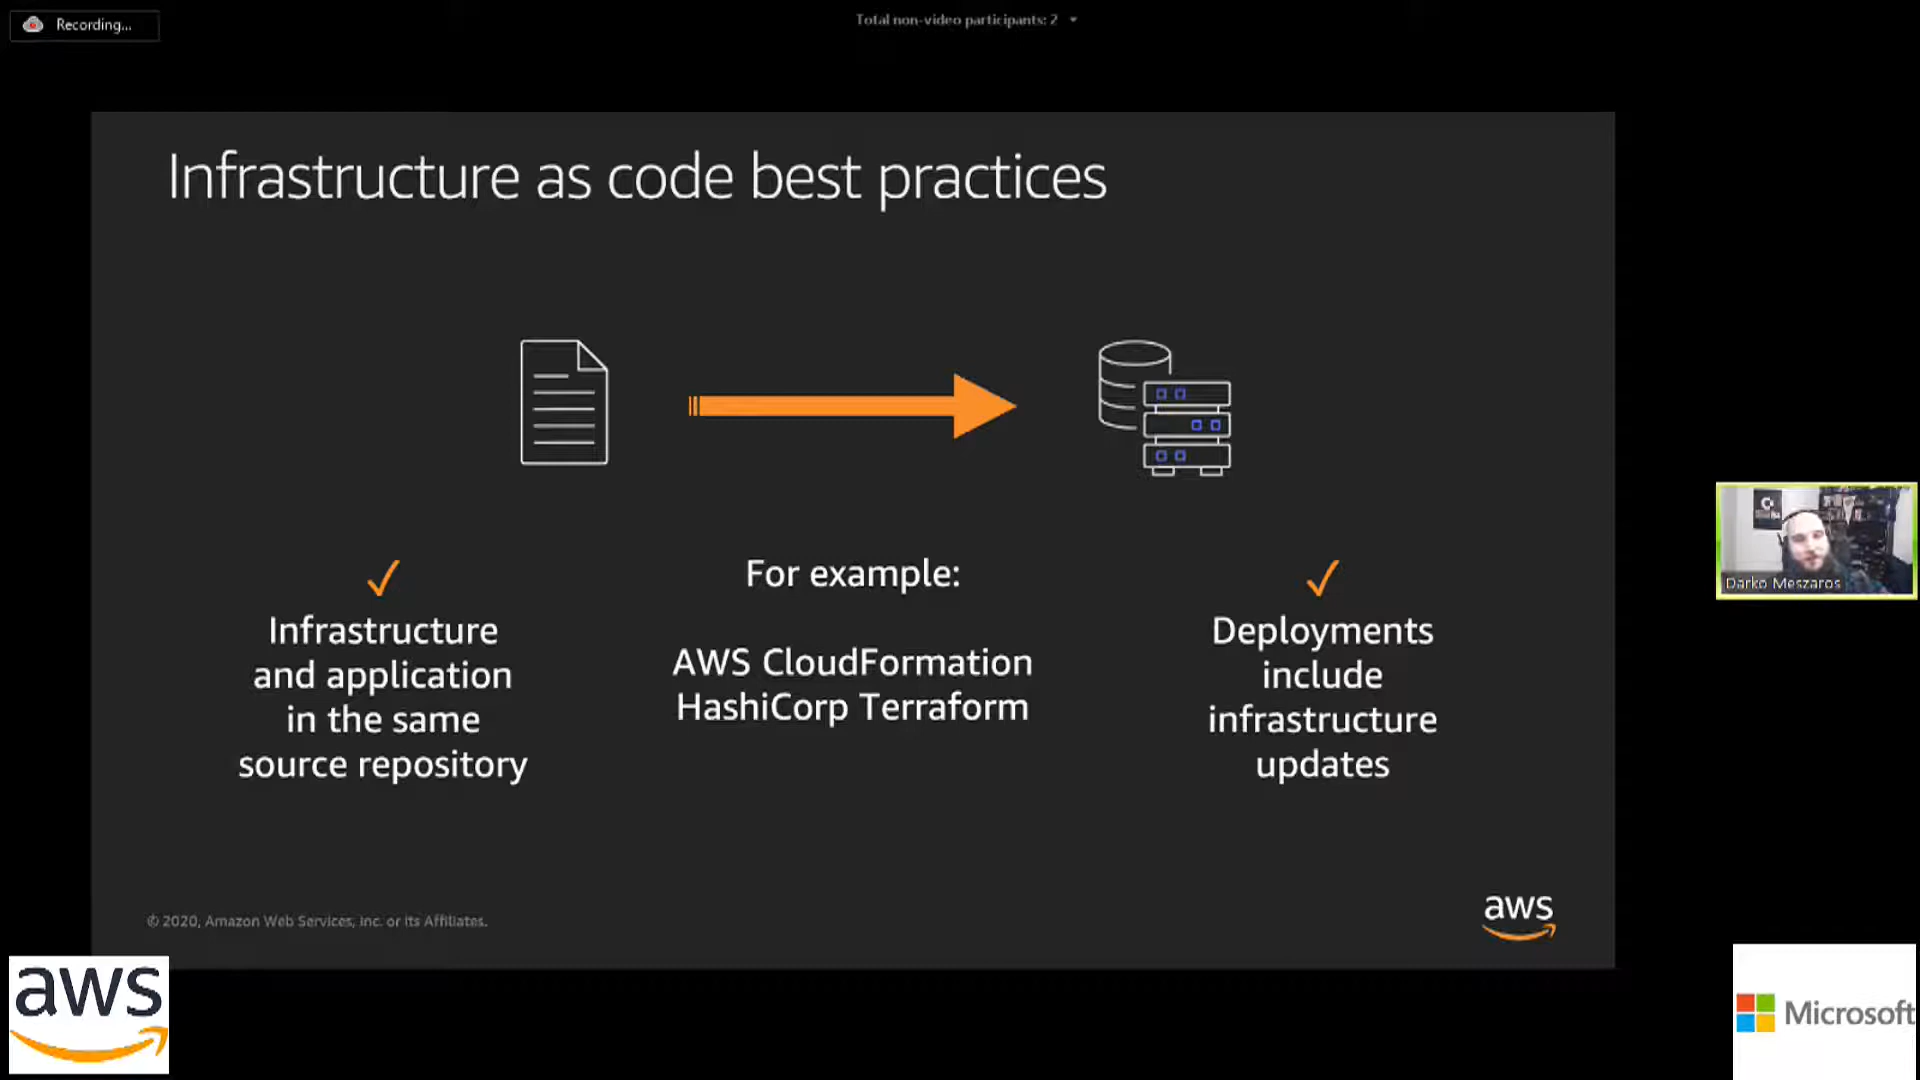 Recording...
Total non-video participants: 2
Infrastructure as code best practices
Infrastructure
and application
in the same
source repository
For example:
AWS CloudFormation
HashiCorp Terraform
Deployments
include
infrastructure
updates
Darko Meszaros
© 2020, Amazon Web Services, Inc. or its Affiliates.
aws
aws
Microsoft